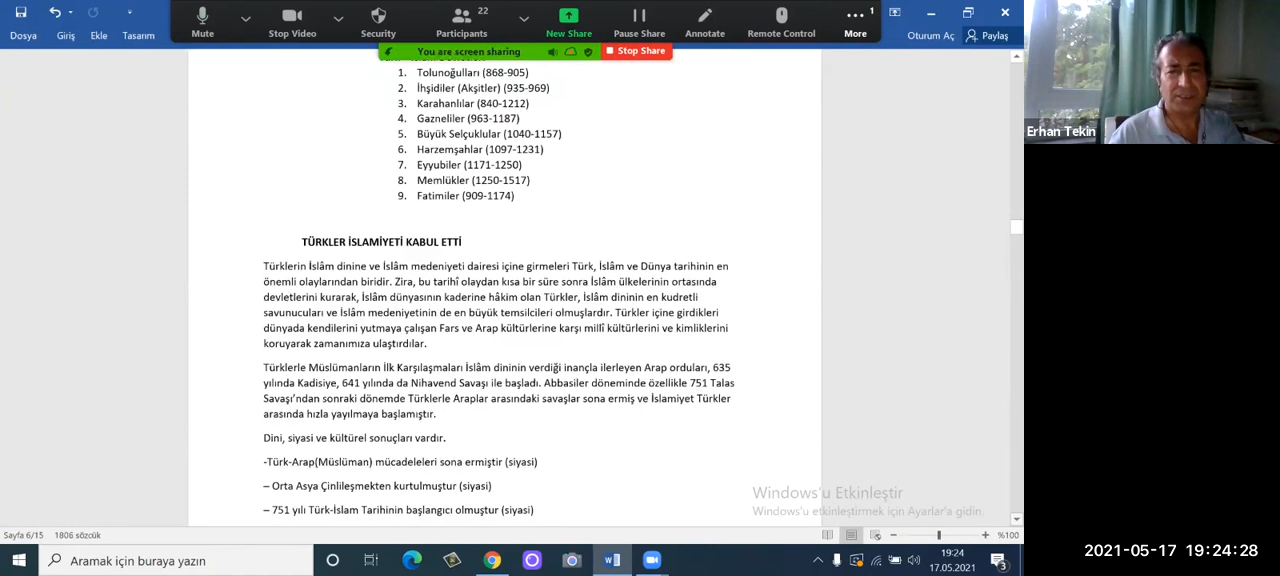 22
1
Mute
Stop Video
Security
Participants
New Share
Pause Share
Annotate
Remote Control
More
You are screen sharing
Stop Share
Dosya
Giriş
Ekle
Tasarım
Oturum Aç
Paylaş
Erhan Tekin
1. Tolunoğulları (868-905)
2. İhşidiler (Akşitler) (935-969)
3. Karahanlılar (840-1212)
4. Gazneliler (963-1187)
5. Büyük Selçuklular (1040-1157)
6. Harzemşahlar (1097-1231)
7. Eyyubiler (1171-1250)
8. Memlükler (1250-1517)
9. Fatimiler (909-1174)
TÜRKLER İSLAMİYETİ KABUL ETTİ
Türklerin İslâm dinine ve İslâm medeniyeti dairesi içine girmeleri Türk, İslâm ve Dünya tarihinin en
önemli olaylarından biridir. Zira, bu tarihî olaydan kısa bir süre sonra İslâm ülkelerinin ortasında
devletlerini kurarak, İslâm dünyasının kaderine hâkim olan Türkler, İslâm dininin en kudretli
savunucuları ve İslâm medeniyetinin de en büyük temsilcileri olmuşlardır. Türkler içine girdikleri
dünyada kendilerini yutmaya çalışan Fars ve Arap kültürlerine karşı millî kültürlerini ve kimliklerini
koruyarak zamanımıza ulaştırdılar.
Türklerle Müslümanların İlk Karşılaşmaları İslâm dininin verdiği inançla ilerleyen Arap orduları, 635
yılında Kadisiye, 641 yılında da Nihavend Savaşı ile başladı. Abbasiler döneminde özellikle 751 Talas
Savaşı'ndan sonraki dönemde Türklerle Araplar arasındaki savaşlar sona ermiş ve İslamiyet Türkler
arasında hızla yayılmaya başlamıştır.
Dini, siyasi ve kültürel sonuçları vardır.
-Türk-Arap(Müslüman) mücadeleleri sona ermiştir (siyasi)
– Orta Asya Çinlileşmekten kurtulmuştur (siyasi)
– 751 yılı Türk-İslam Tarihinin başlangıcı olmuştur (siyasi)
Windows'u Etkinleştir
Windows'u etkinleştirmek için Ayarlar'a gidin.
Sayfa 6/15
1806 sözcük
%100
Aramak için buraya yazın
19:24
17.05.2021
3
2021-05-17 19:24:28